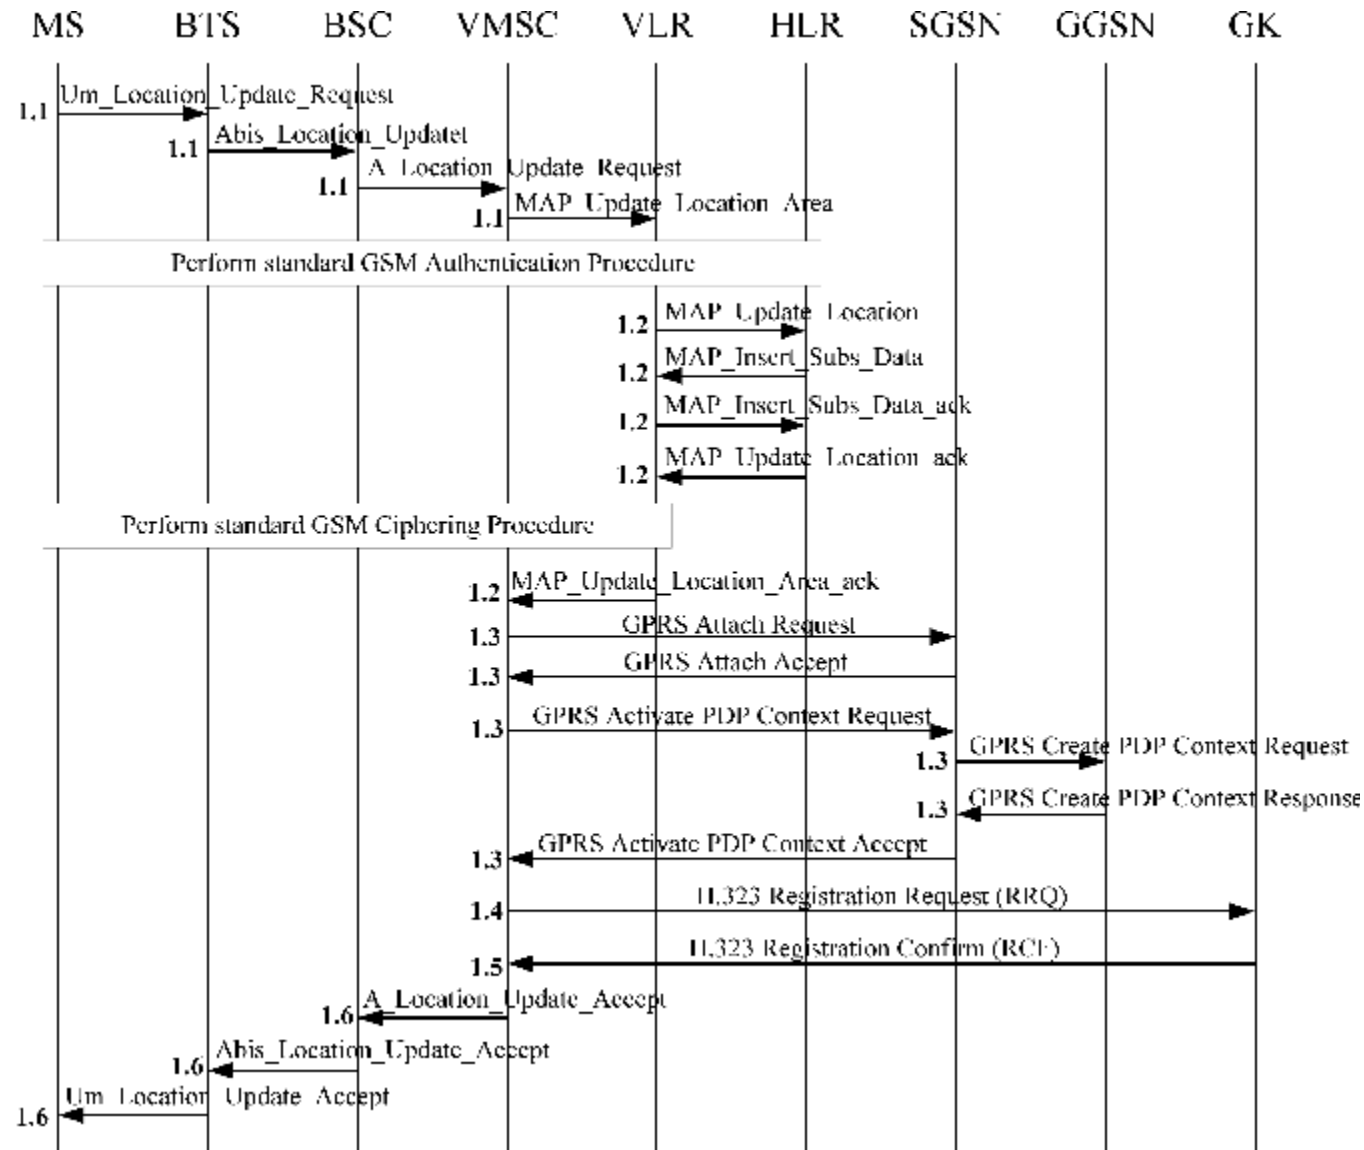 MS BTS BSC VMSC VLR HLR SGSN GGSN GK
1.1 Um_Location_Update_Request
1.1 Abis_Location_Updatet
1.1 A_Location_Update_Request
1.1 MAP_Update_Location_Area
Perform standard GSM Authentication Procedure
1.2 MAP_Update_Location
1.2 MAP_Insert_Subs_Data
1.2 MAP_Insert_Subs_Data_ack
1.2 MAP_Update_Location_ack
Perform standard GSM Ciphering Procedure
1.2 MAP_Update_Location_Area_ack
1.3 GPRS Attach Request
1.3 GPRS Attach Accept
1.3 GPRS Activate PDP Context Request
1.3 GPRS Create PDP Context Request
1.3 GPRS Create PDP Context Response
1.3 GPRS Activate PDP Context Accept
1.4 H.323 Registration Request (RRQ)
1.5 H.323 Registration Confirm (RCF)
1.6 A_Location_Update_Accept
1.6 Abis_Location_Update_Accept
1.6 Um_Location_Update_Accept